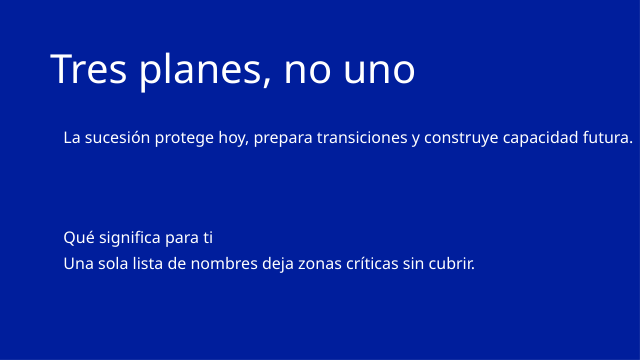 Tres planes, no uno
La sucesión protege hoy, prepara transiciones y construye capacidad futura.
Qué significa para ti
Una sola lista de nombres deja zonas críticas sin cubrir.